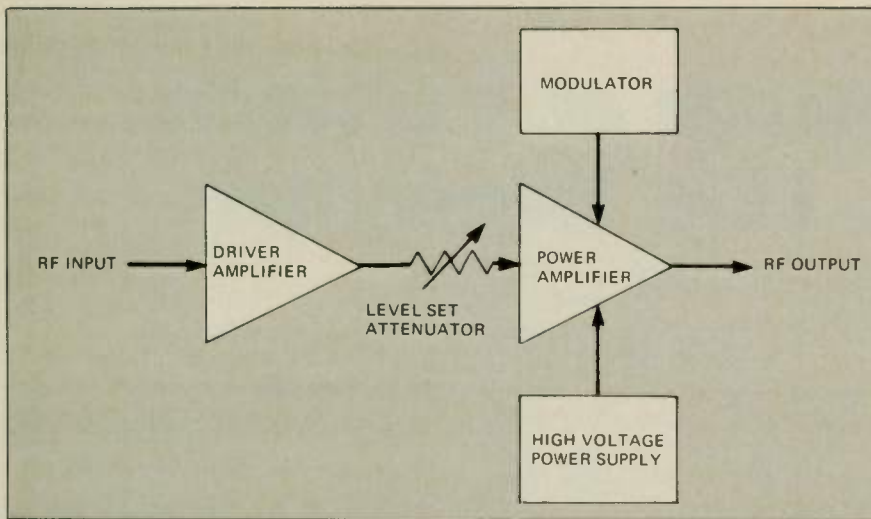 MODULATOR
RF INPUT
DRIVER
AMPLIFIER
LEVEL SET
ATTENUATOR
POWER
AMPLIFIER
RF OUTPUT
HIGH VOLTAGE
POWER SUPPLY